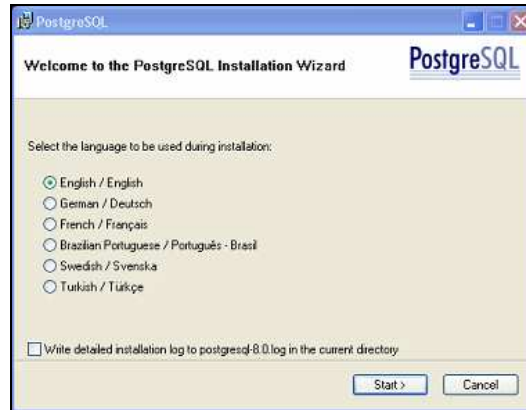 PostgreSQL
Welcome to the PostgreSQL Installation Wizard
PostgreSQL
Select the language to be used during installation:
English / English
German / Deutsch
French / Français
Brazilian Portuguese / Português - Brasil
Swedish / Svenska
Turkish / Türkçe
Write detailed installation log to postgresql-8.0.log in the current directory
Start >
Cancel